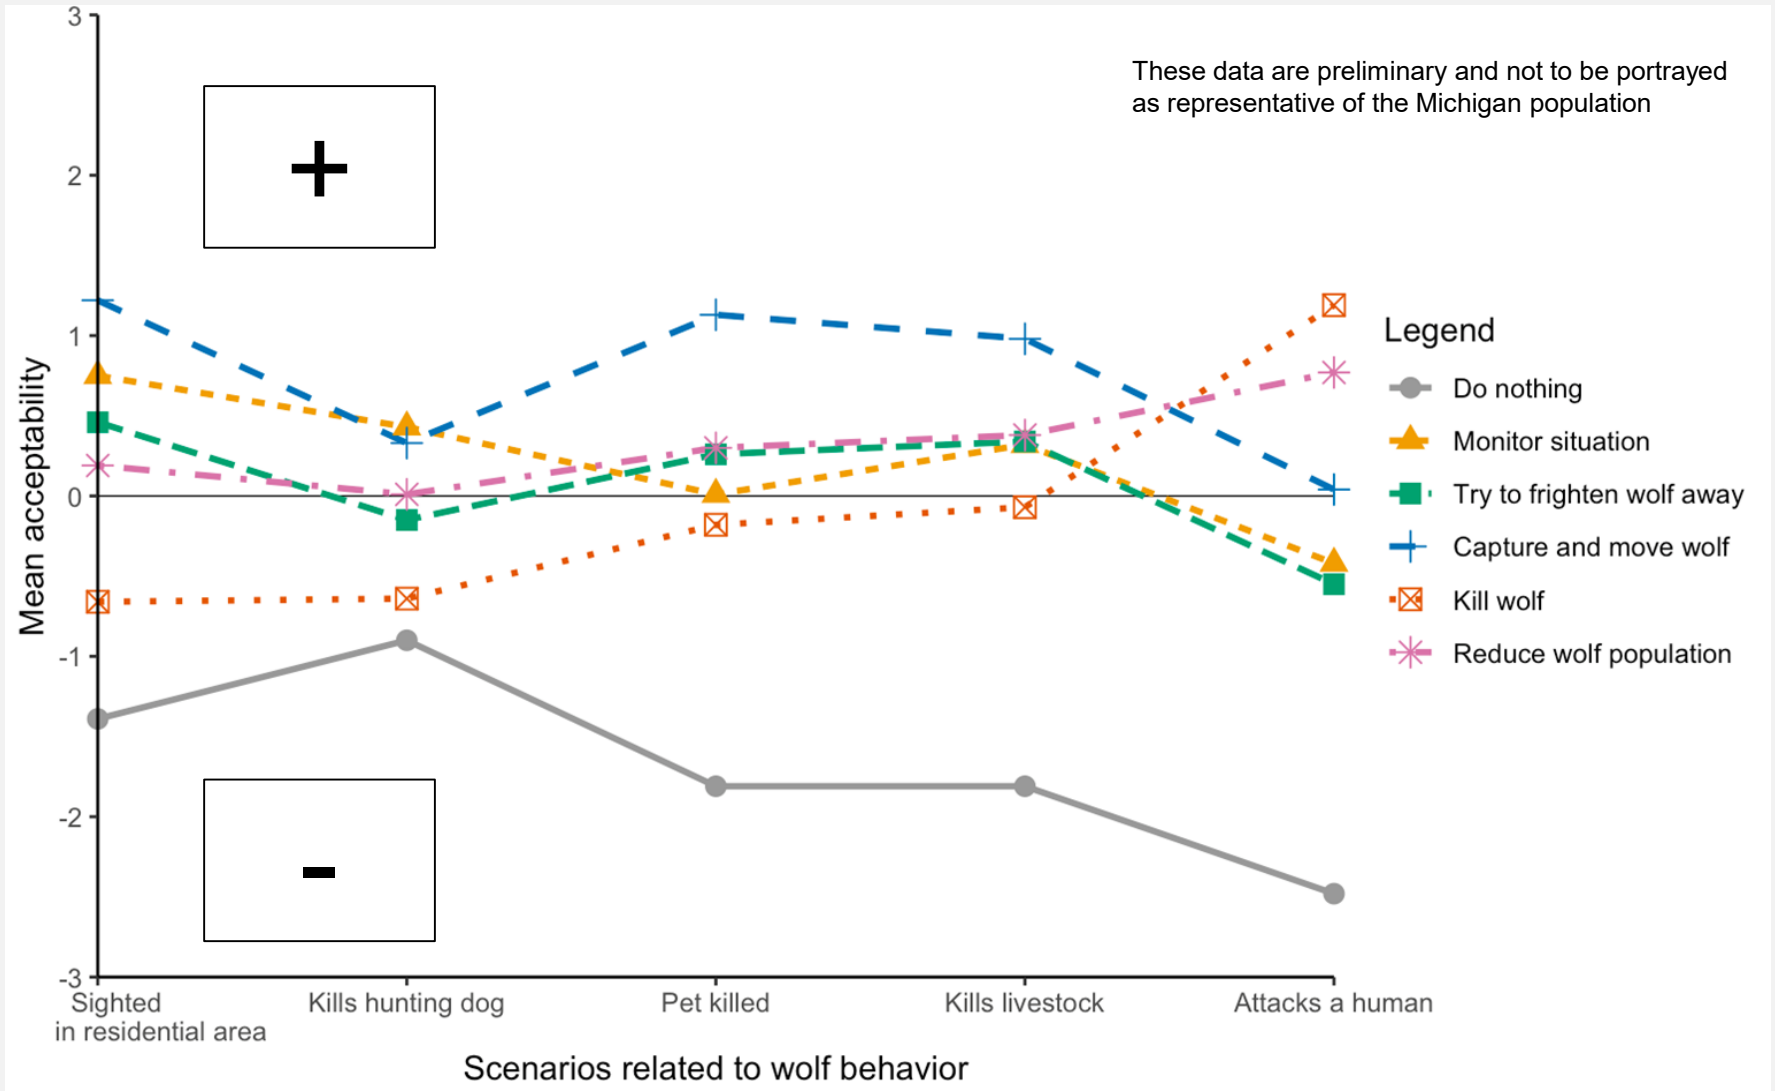 3
2
1
0
-1
-2
-3
Mean acceptability
+
-
These data are preliminary and not to be portrayed
as representative of the Michigan population
Legend
Do nothing
Monitor situation
Try to frighten wolf away
Capture and move wolf
Kill wolf
Reduce wolf population
Sighted
in residential area
Kills hunting dog
Pet killed
Kills livestock
Attacks a human
Scenarios related to wolf behavior